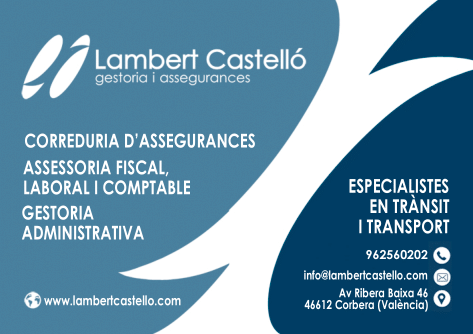 Lambert Castelló
gestoria i assegurances
CORREDURIA D'ASSEGURANCES
ASSESSORIA FISCAL,
LABORAL I COMPTABLE
GESTORIA
ADMINISTRATIVA
www.lambertcastello.com
ESPECIALISTES
EN TRÀNSIT
I TRANSPORT
962560202
info@lambertcastello.com
Av Ribera Baixa 46
46612 Corbera (València)